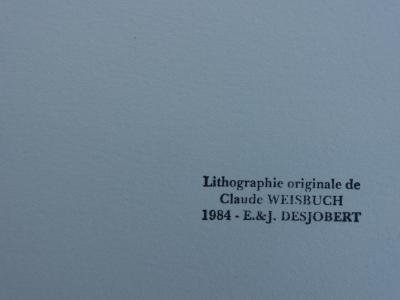 Lithographie originale de
Claude WEISBUCH
1984 - E.&J. DESJOBERT